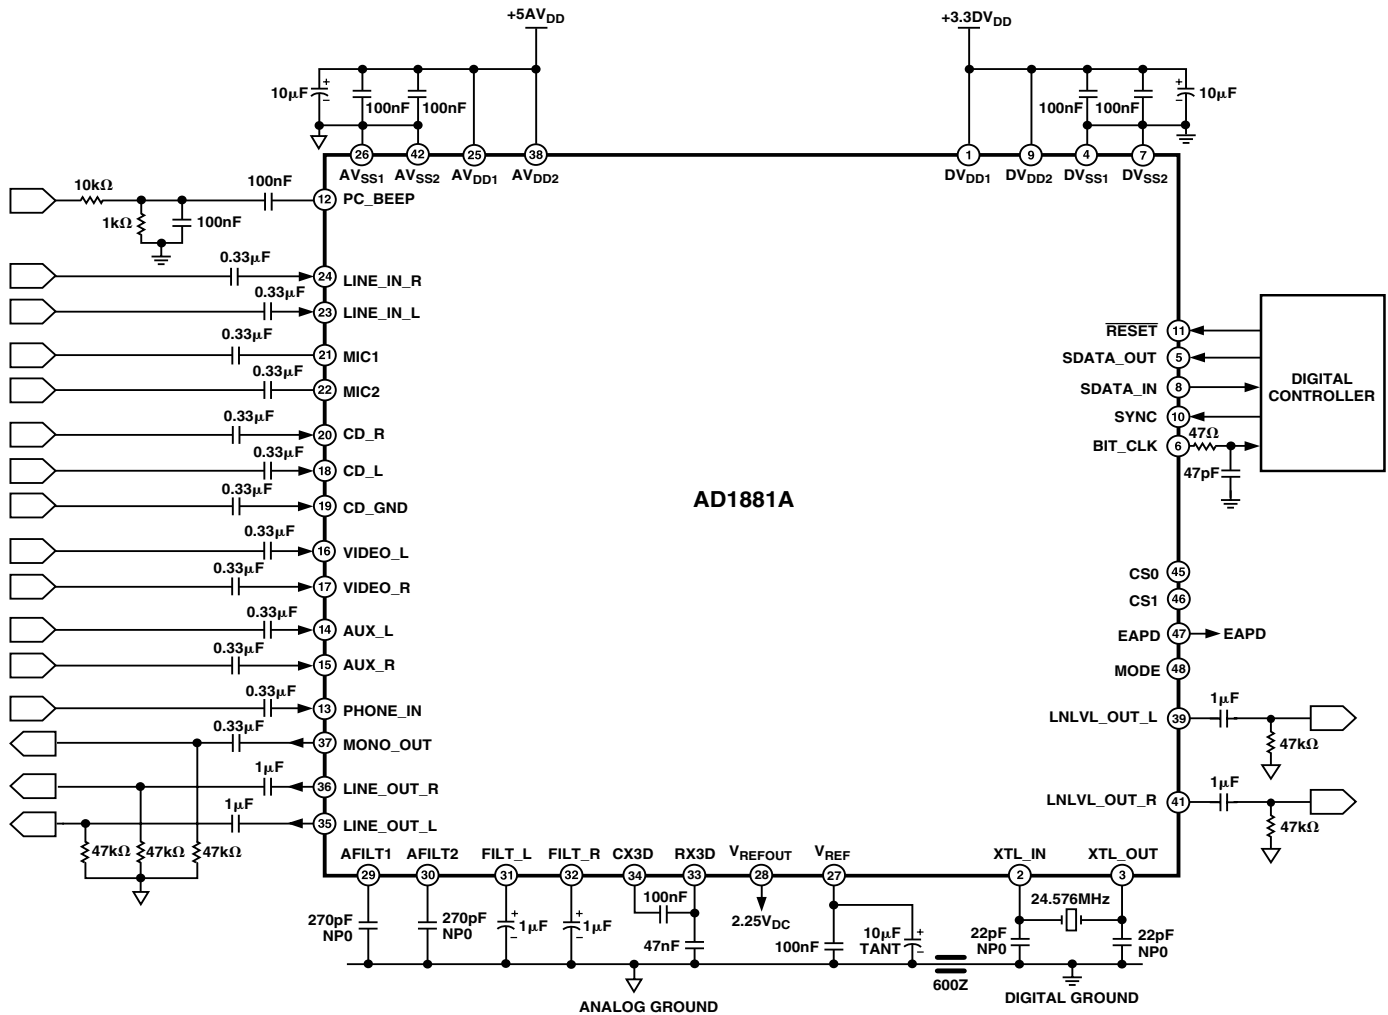 +5AVDD
+3.3DVDD
10μF
+
−
100nF
100nF
100nF
100nF
+
−
10μF
26
42
25
38
1
9
4
7
AVSS1
AVSS2
AVDD1
AVDD2
DVDD1
DVDD2
DVSS1
DVSS2
10kΩ
1kΩ
100nF
100nF
12
PC_BEEP
0.33μF
24
LINE_IN_R
0.33μF
23
LINE_IN_L
0.33μF
21
MIC1
0.33μF
22
MIC2
0.33μF
20
CD_R
0.33μF
18
CD_L
0.33μF
19
CD_GND
0.33μF
16
VIDEO_L
0.33μF
17
VIDEO_R
0.33μF
14
AUX_L
0.33μF
15
AUX_R
0.33μF
13
PHONE_IN
0.33μF
37
MONO_OUT
1μF
36
LINE_OUT_R
1μF
35
LINE_OUT_L
47kΩ
47kΩ
47kΩ
AD1881A
RESET
11
SDATA_OUT
5
SDATA_IN
8
SYNC
10
BIT_CLK
6
47Ω
47pF
DIGITAL
CONTROLLER
CS0
45
CS1
46
EAPD
47
EAPD
MODE
48
LNLVL_OUT_L
39
1μF
47kΩ
LNLVL_OUT_R
41
1μF
47kΩ
AFILT1
AFILT2
FILT_L
FILT_R
CX3D
RX3D
VREFOUT
VREF
XTL_IN
XTL_OUT
29
30
31
32
34
33
28
27
2
3
270pF
NP0
270pF
NP0
+
−
1μF
+
−
1μF
100nF
47nF
2.25VDC
100nF
10μF
TANT
+
−
24.576MHz
22pF
NP0
22pF
NP0
600Z
ANALOG GROUND
DIGITAL GROUND